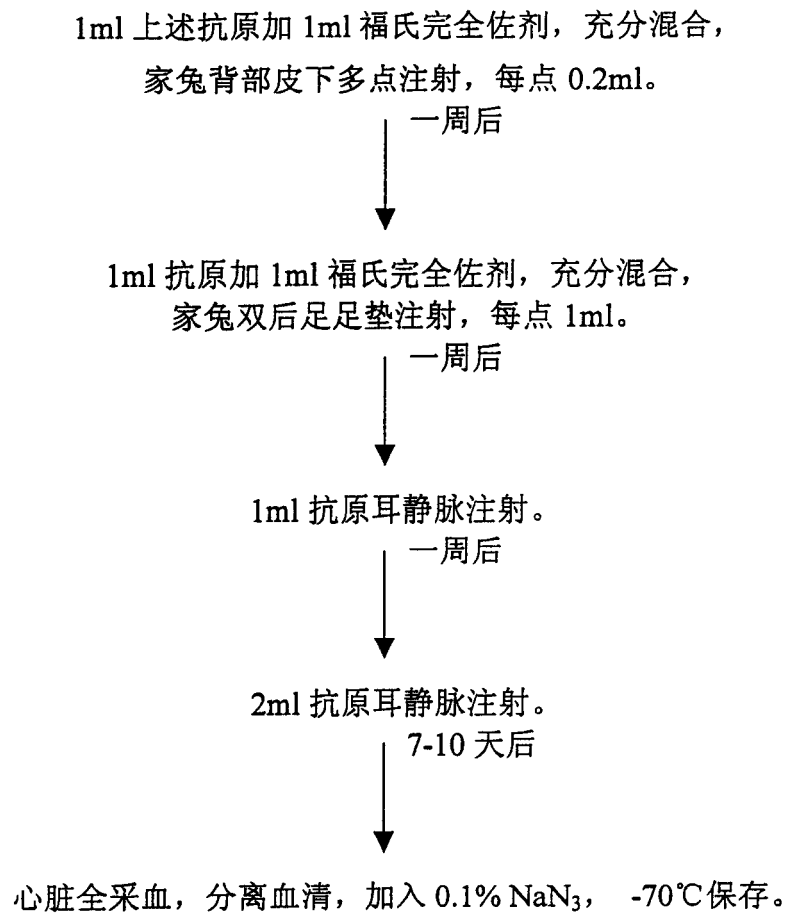 1ml 上述抗原加 1ml 福氏完全佐剂，充分混合，
家兔背部皮下多点注射，每点 0.2ml。
一周后
1ml 抗原加 1ml 福氏完全佐剂，充分混合，
家兔双后足足垫注射，每点 1ml。
一周后
1ml 抗原耳静脉注射。
一周后
2ml 抗原耳静脉注射。
7-10 天后
心脏全采血，分离血清，加入 0.1% NaN₃， -70℃保存。